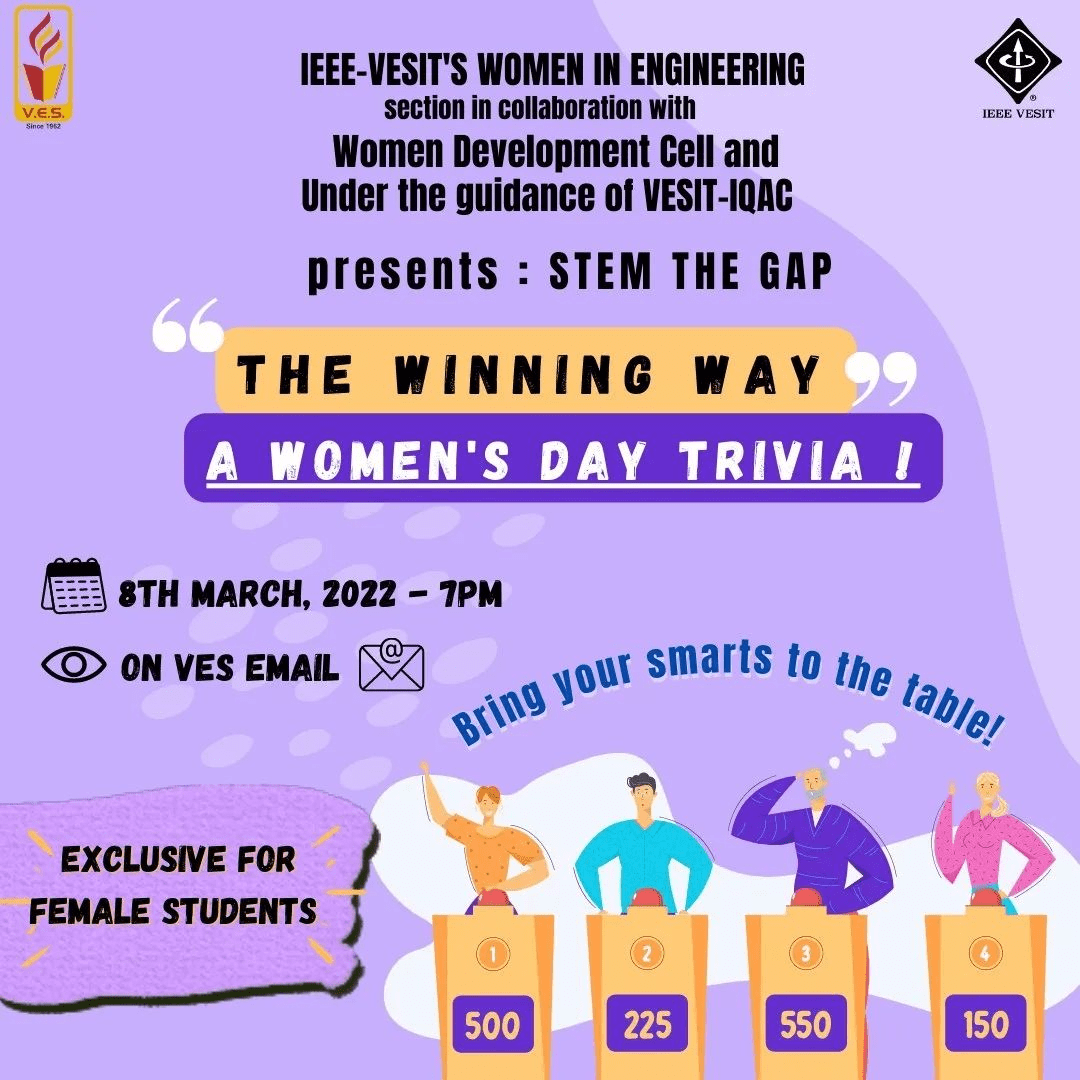 V.E.S.
Since 1962
IEEE VESIT
IEEE-VESIT'S WOMEN IN ENGINEERING
section in collaboration with
Women Development Cell and
Under the guidance of VESIT-IQAC
presents : STEM THE GAP
“THE WINNING WAY”
A WOMEN'S DAY TRIVIA !
8TH MARCH, 2022 – 7PM
ON VES EMAIL
@
Bring your smarts to the table!
EXCLUSIVE FOR
FEMALE STUDENTS
1
2
3
4
500
225
550
150